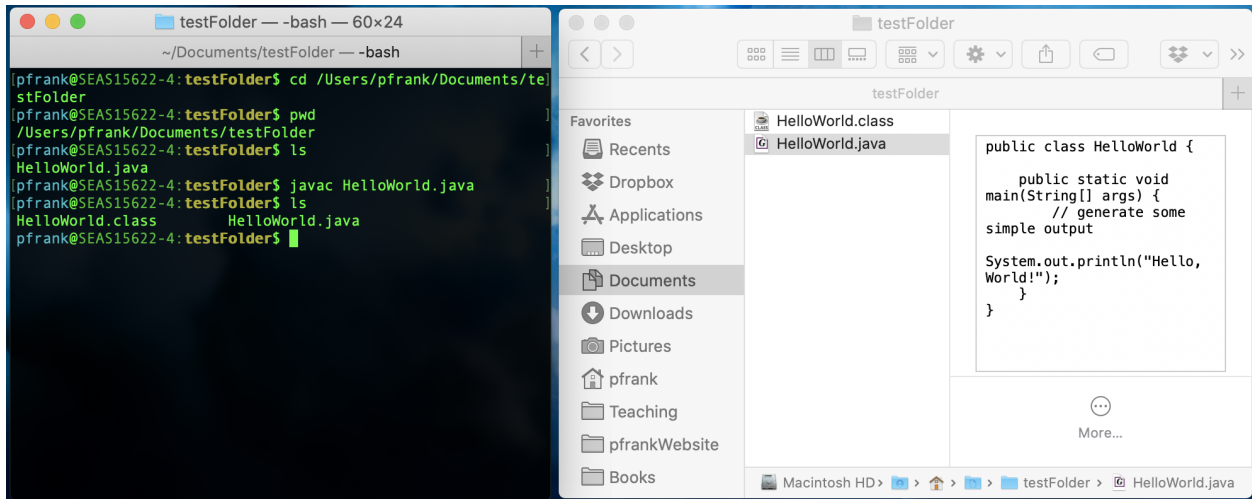 testFolder — -bash — 60×24
~/Documents/testFolder — -bash
+
[pfrank@SEAS15622-4:testFolder$ cd /Users/pfrank/Documents/te]
stFolder
[pfrank@SEAS15622-4:testFolder$ pwd ]
/Users/pfrank/Documents/testFolder
[pfrank@SEAS15622-4:testFolder$ ls ]
HelloWorld.java
[pfrank@SEAS15622-4:testFolder$ javac HelloWorld.java ]
[pfrank@SEAS15622-4:testFolder$ ls ]
HelloWorld.class HelloWorld.java
pfrank@SEAS15622-4:testFolder$
testFolder
testFolder
+
Favorites
Recents
Dropbox
Applications
Desktop
Documents
Downloads
Pictures
pfrank
Teaching
pfrankWebsite
Books
HelloWorld.class
HelloWorld.java
public class HelloWorld {
public static void
main(String[] args) {
// generate some
simple output
System.out.println("Hello,
World!");
}
}
More...
Macintosh HD › › › › testFolder › HelloWorld.java